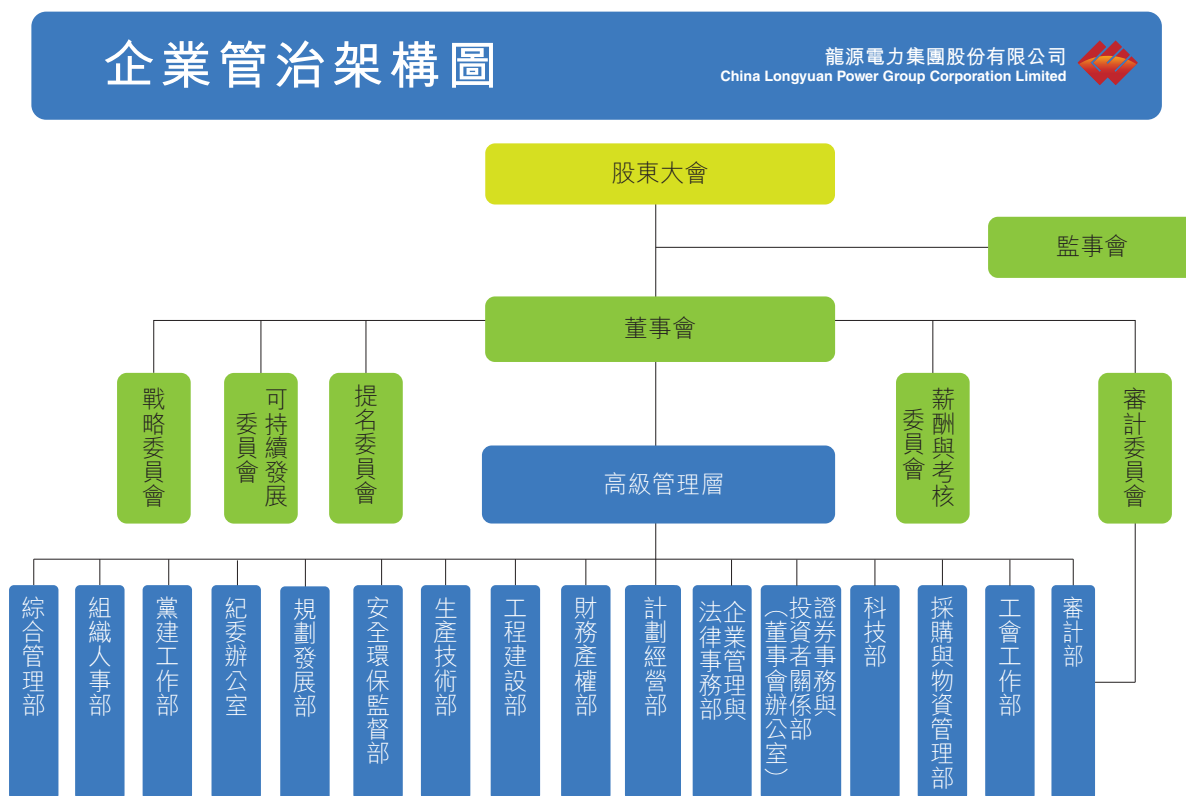 企業管治架構圖
龍源電力集團股份有限公司
China Longyuan Power Group Corporation Limited
股東大會
監事會
董事會
戰略委員會
可持續發展
委員會
提名委員會
薪酬與考核
委員會
審計委員會
高級管理層
綜合管理部
組織人事部
黨建工作部
紀委辦公室
規劃發展部
安全環保監督部
生產技術部
工程建設部
財務產權部
計劃經營部
企業管理與
法律事務部
證券事務與
投資者關係部
（董事會辦公室）
科技部
採購與物資管理部
工會工作部
審計部